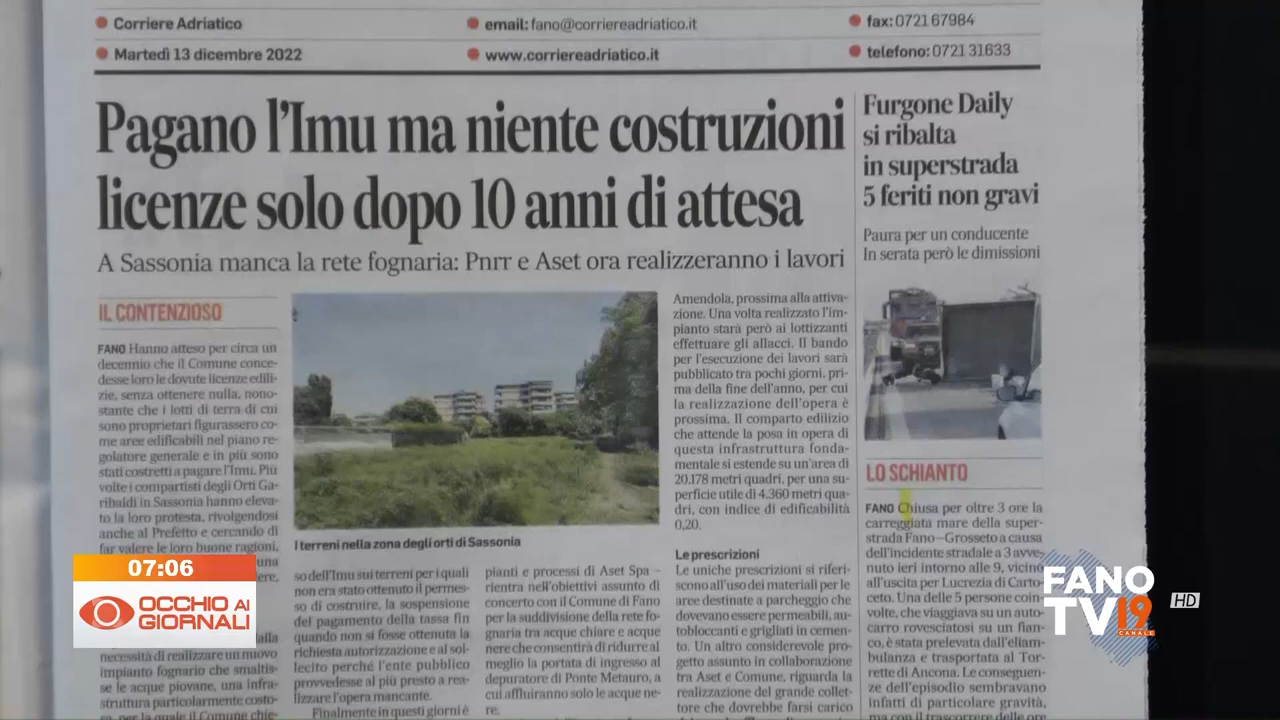 Corriere Adriatico
email: fano@corriereadriatico.it
fax: 0721 67984
Martedì 13 dicembre 2022
www.corriereadriatico.it
telefono: 0721 31633
Pagano l'Imu ma niente costruzioni
licenze solo dopo 10 anni di attesa
A Sassonia manca la rete fognaria: Pnrr e Aset ora realizzeranno i lavori
IL CONTENZIOSO
FANO Hanno atteso per circa un
decennio che il Comune conce-
desse loro le dovute licenze edili-
zie, senza ottenere nulla, nono-
stante che i lotti di terra di cui
sono proprietari figurassero co-
me aree edificabili nel piano re-
golatore generale e in più sono
stati costretti a pagare l'Imu. Più
volte i compartisti degli Orti Ga-
ribaldi in Sassonia hanno eleva-
to la loro protesta, rivolgendosi
anche al Prefetto e cercando di
far valere le loro buone ragioni,
una
necessità di realizzare un nuovo
impianto fognario che smaltis-
se le acque piovane, una infra-
struttura particolarmente costo-
sa, per la quale il Comune chie-
I terreni nella zona degli orti di Sassonia
so dell'Imu sui terreni per i quali
non era stato ottenuto il permes-
so di costruire, la sospensione
del pagamento della tassa fin
quando non si fosse ottenuta la
richiesta autorizzazione e al sol-
lecito perché l'ente pubblico
provvedesse al più presto a rea-
lizzare l'opera mancante.
Finalmente in questi giorni è
pianti e processi di Aset Spa –
rientra nell'obiettivi assunto di
concerto con il Comune di Fano
per la suddivisione della rete fo-
gnaria tra acque chiare e acque
nere che consentirà di ridurre al
meglio la portata di ingresso al
depuratore di Ponte Metauro, a
cui affluiranno solo le acque ne-
re.
Amendola, prossima alla attiva-
zione. Una volta realizzato l'im-
pianto starà però ai lottizzanti
effettuare gli allacci. Il bando
per l'esecuzione dei lavori sarà
pubblicato tra pochi giorni, pri-
ma della fine dell'anno, per cui
la realizzazione dell'opera è
prossima. Il comparto edilizio
che attende la posa in opera di
questa infrastruttura fonda-
mentale si estende su un'area di
20.178 metri quadri, per una su-
perficie utile di 4.360 metri qua-
dri, con indice di edificabilità
0,20.
Le prescrizioni
Le uniche prescrizioni si riferi-
scono all'uso dei materiali per le
aree destinate a parcheggio che
dovevano essere permeabili, au-
tobloccanti e grigliati in cemen-
to. Un altro considerevole pro-
getto assunto in collaborazione
tra Aset e Comune, riguarda la
realizzazione del grande collet-
tore che dovrebbe farsi carico
Furgone Daily
si ribalta
in superstrada
5 feriti non gravi
Paura per un conducente
In serata però le dimissioni
LO SCHIANTO
FANO Chiusa per oltre 3 ore la
carreggiata mare della super-
strada Fano–Grosseto a causa
dell'incidente stradale a 3 avve-
nuto ieri intorno alle 9, vicino
all'uscita per Lucrezia di Carto-
ceto. Una delle 5 persone coin-
volte, che viaggiava su un auto-
carro rovesciatosi su un fian-
co, è stata prelevata dall'eliam-
bulanza e trasportata al Tor-
rette di Ancona. Le conseguen-
ze dell'episodio sembravano
infatti di particolare gravità,
ma con il trascorrere delle ore
07:06
OCCHIO AI
GIORNALI
FANO
TV19
CANALE
HD